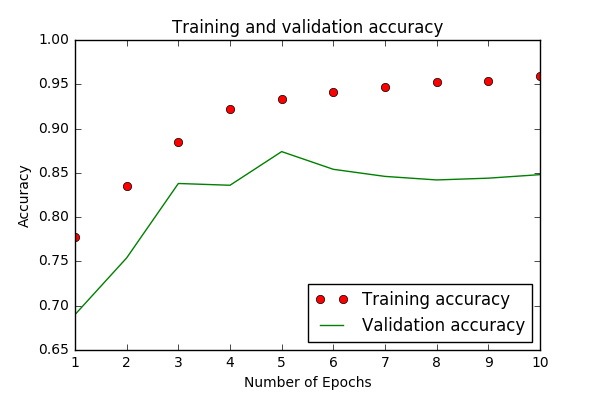 Training and validation accuracy
1.00
0.95
0.90
0.85
0.80
0.75
0.70
0.65
Accuracy
Training accuracy
Validation accuracy
1 2 3 4 5 6 7 8 9 10
Number of Epochs